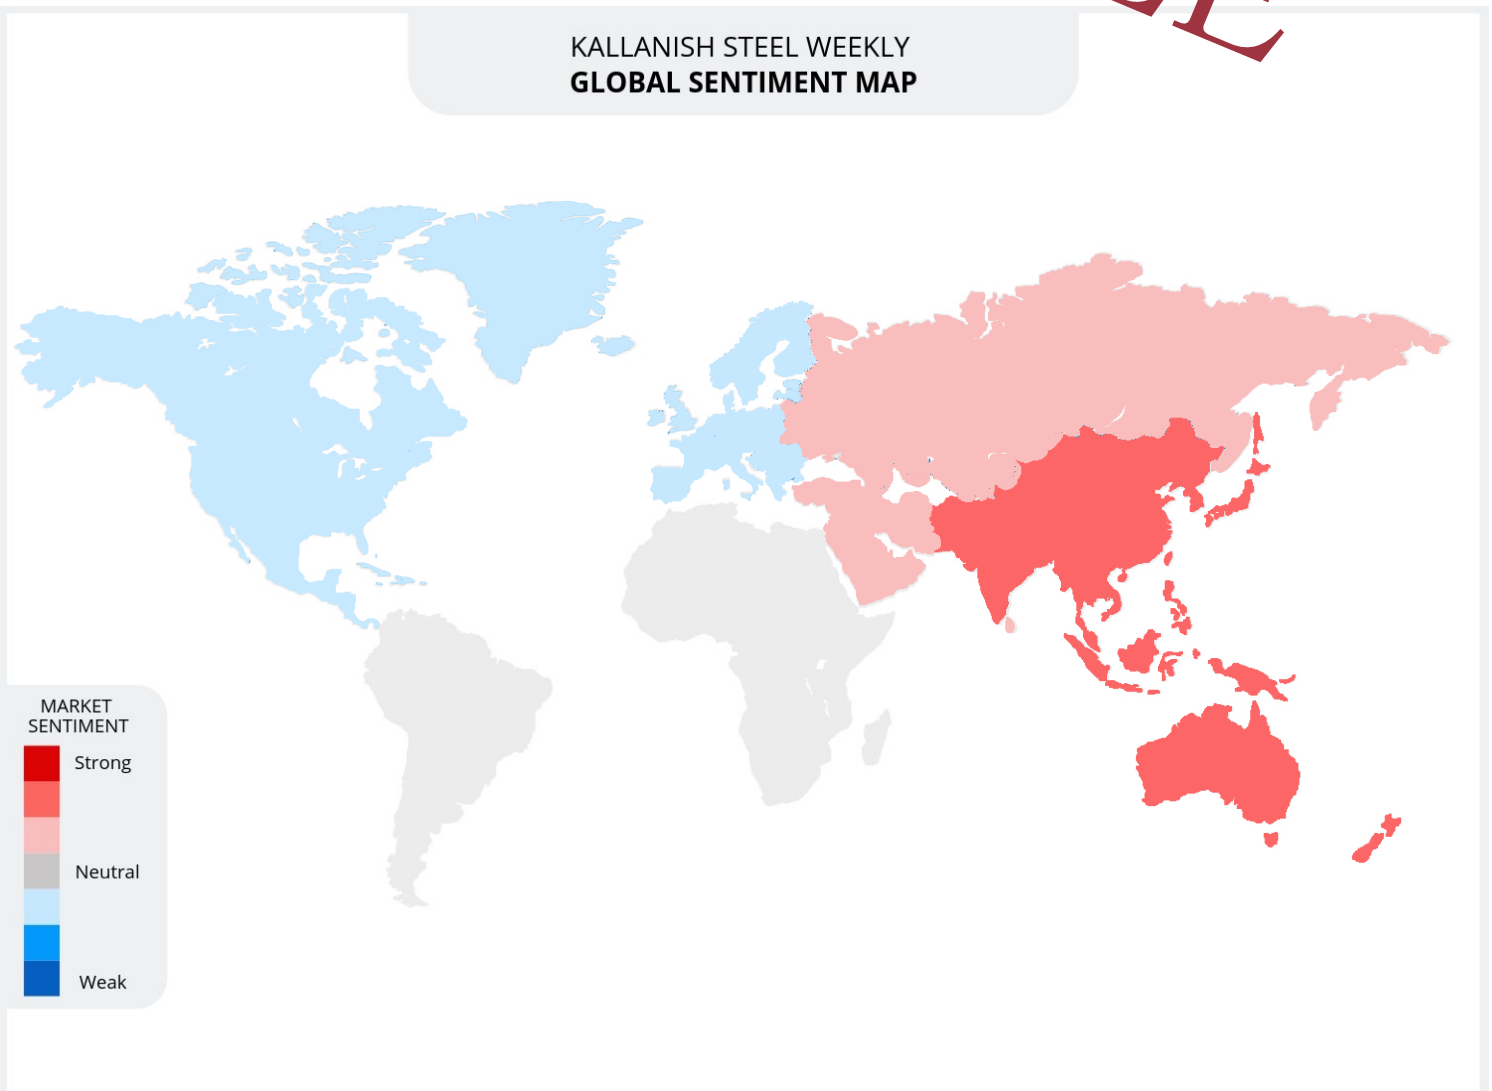 KALLANISH STEEL WEEKLY
GLOBAL SENTIMENT MAP
MARKET
SENTIMENT
Strong
Neutral
Weak